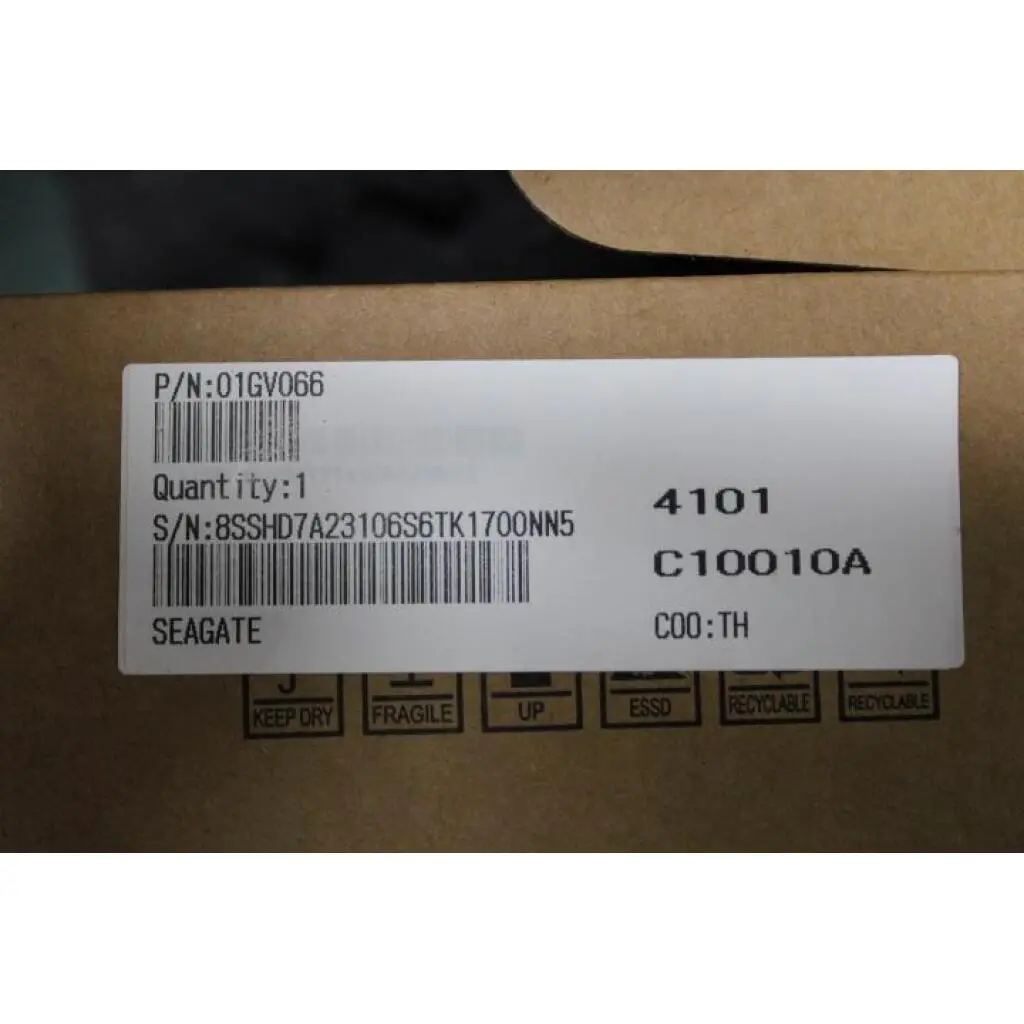 P/N:01GV066
Quantity:1
S/N:8SSHD7A23106S6TK1700NN5
SEAGATE
4101
C10010A
COO:TH
KEEP DRY
FRAGILE
UP
ESSD
RECYCLABLE
RECYCLABLE